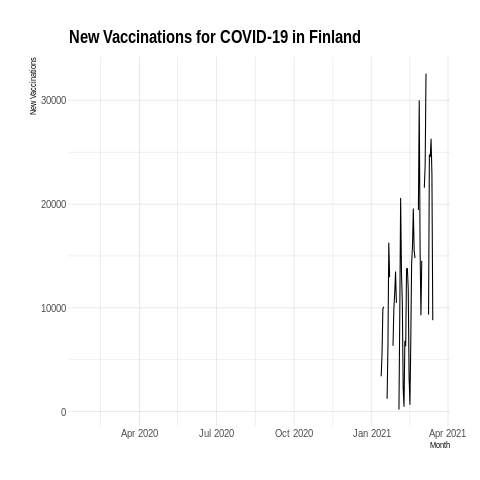 New Vaccinations for COVID-19 in Finland
New Vaccinations
30000
20000
10000
0
Apr 2020 Jul 2020 Oct 2020 Jan 2021 Apr 2021
Month